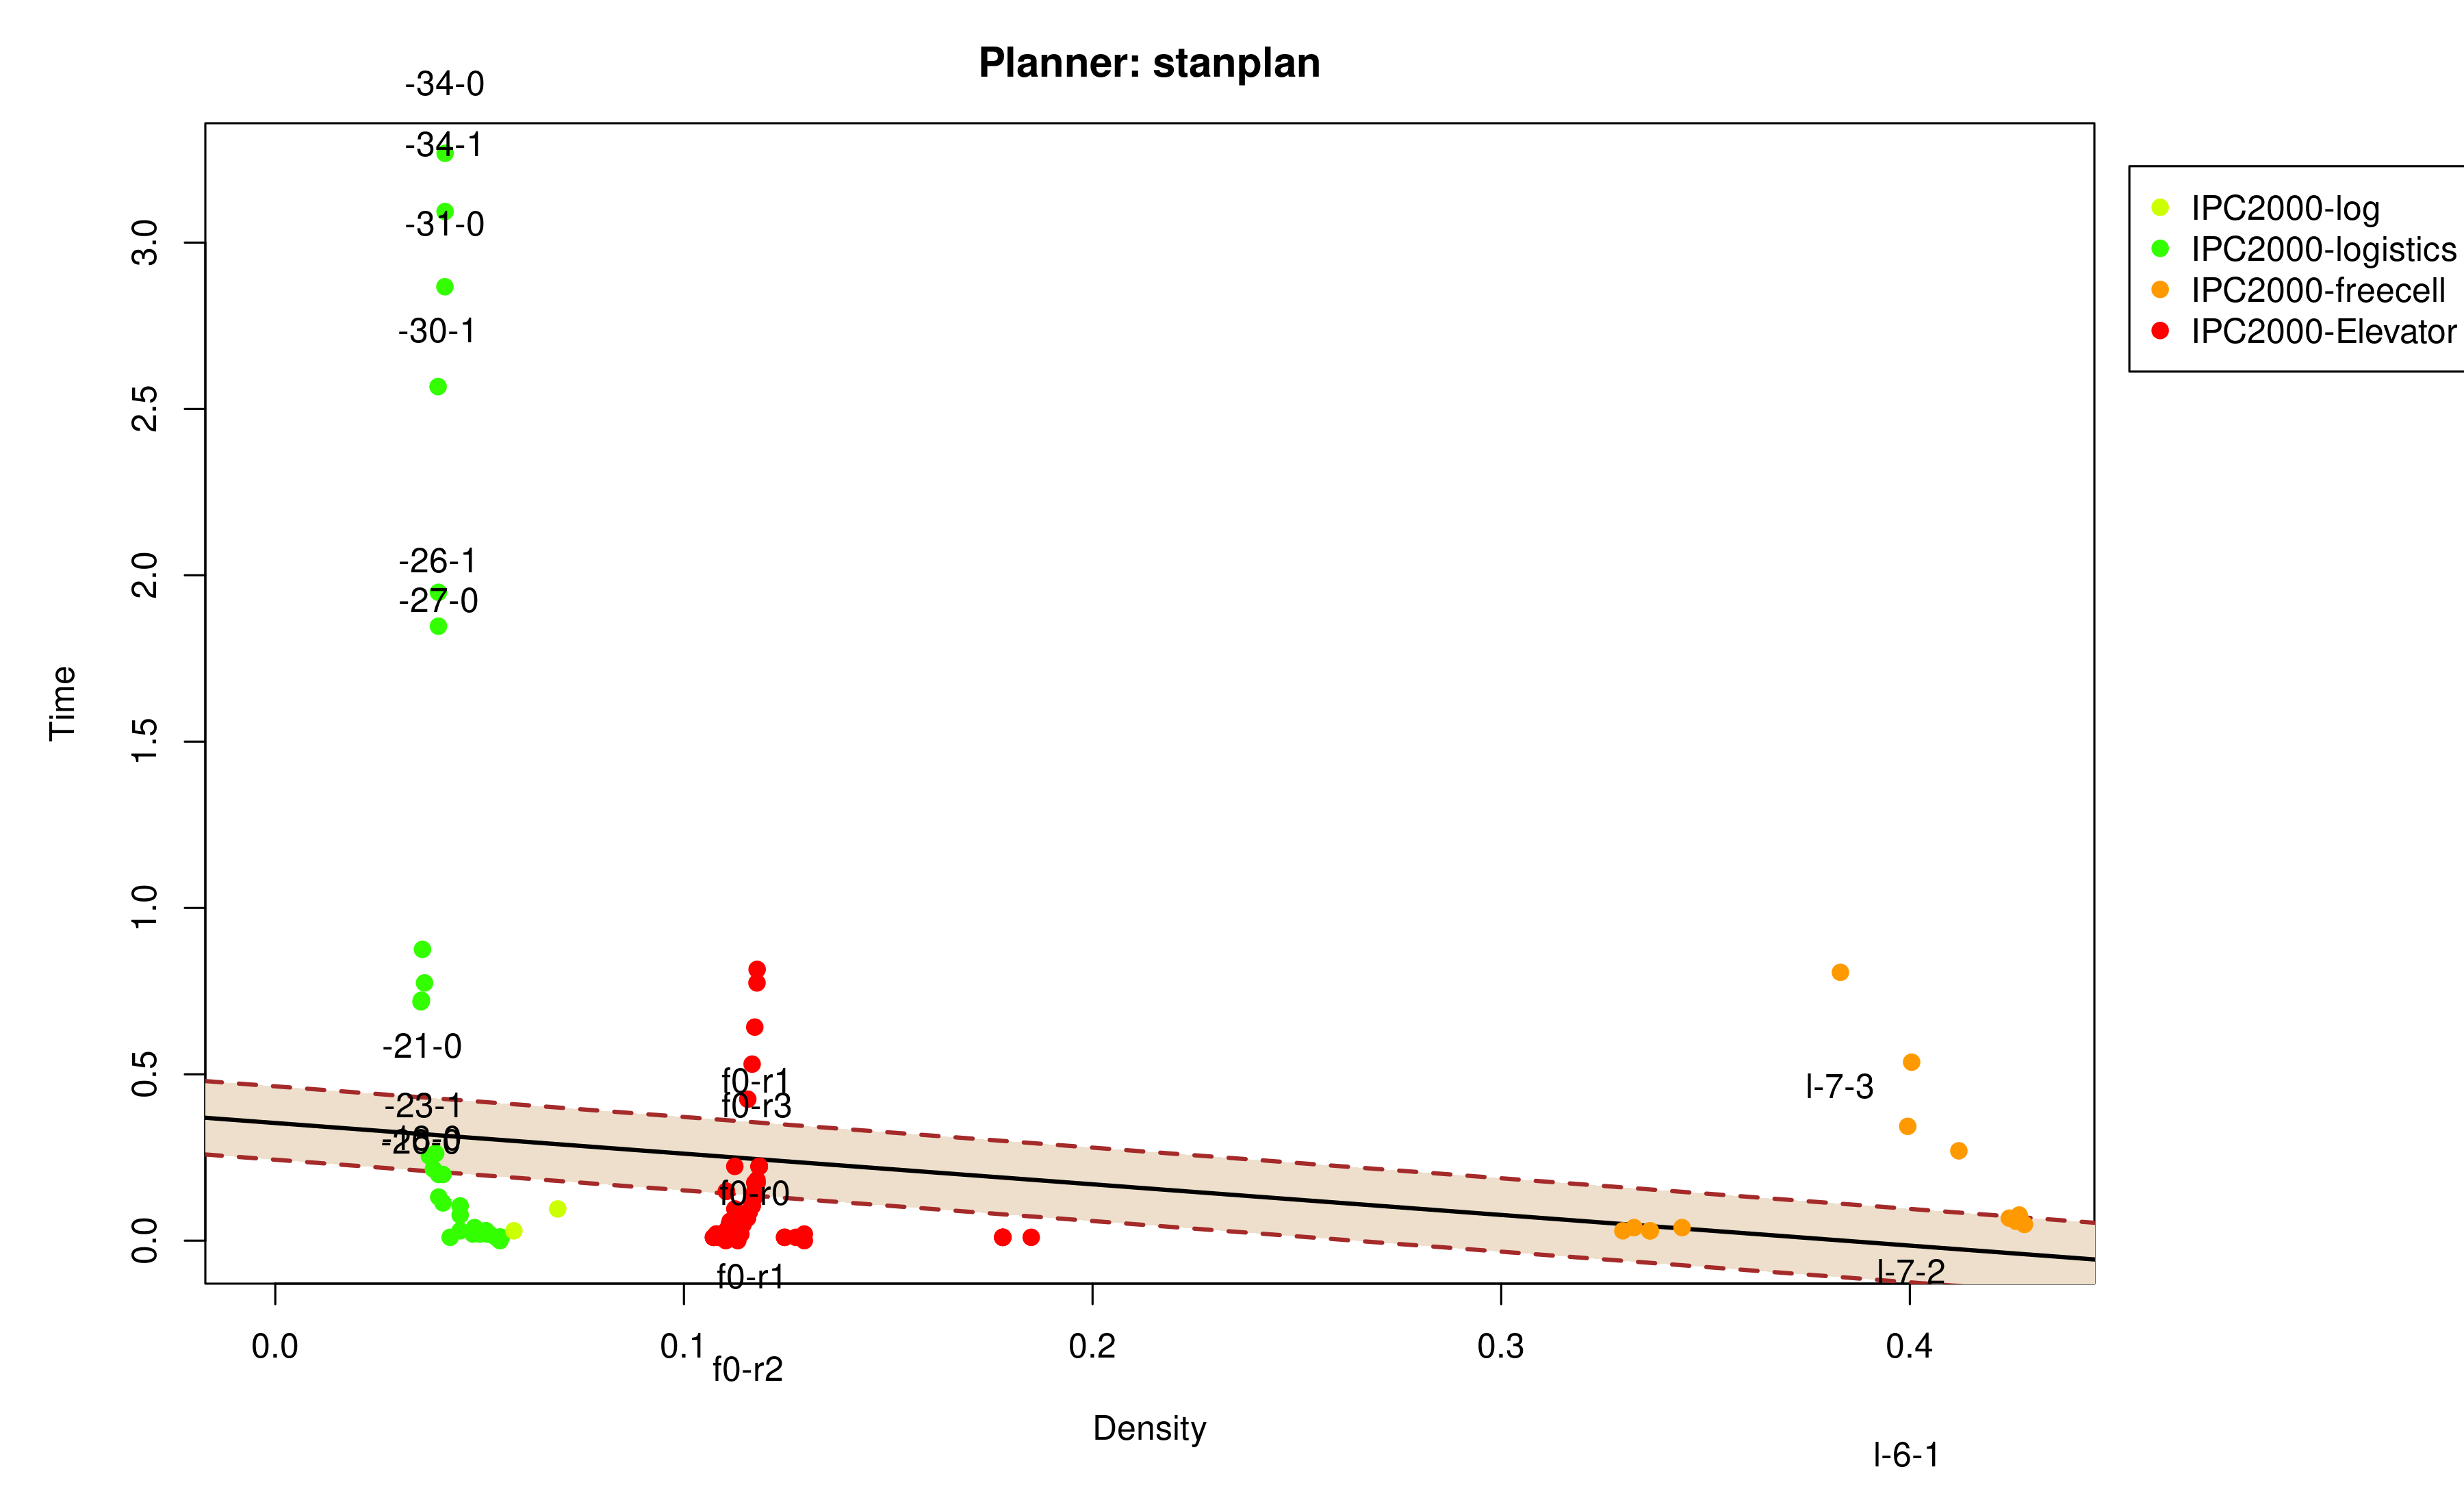 Planner: stanplan
-34-0
-34-1
-31-0
-30-1
-26-1
-27-0
-21-0
-23-1
f0-r1
f0-r3
f0-r0
f0-r1
f0-r2
l-7-3
l-7-2
l-6-1
IPC2000-log
IPC2000-logistics
IPC2000-freecell
IPC2000-Elevator
Time
3.0
2.5
2.0
1.5
1.0
0.5
0.0
0.0
0.1
0.2
0.3
0.4
Density